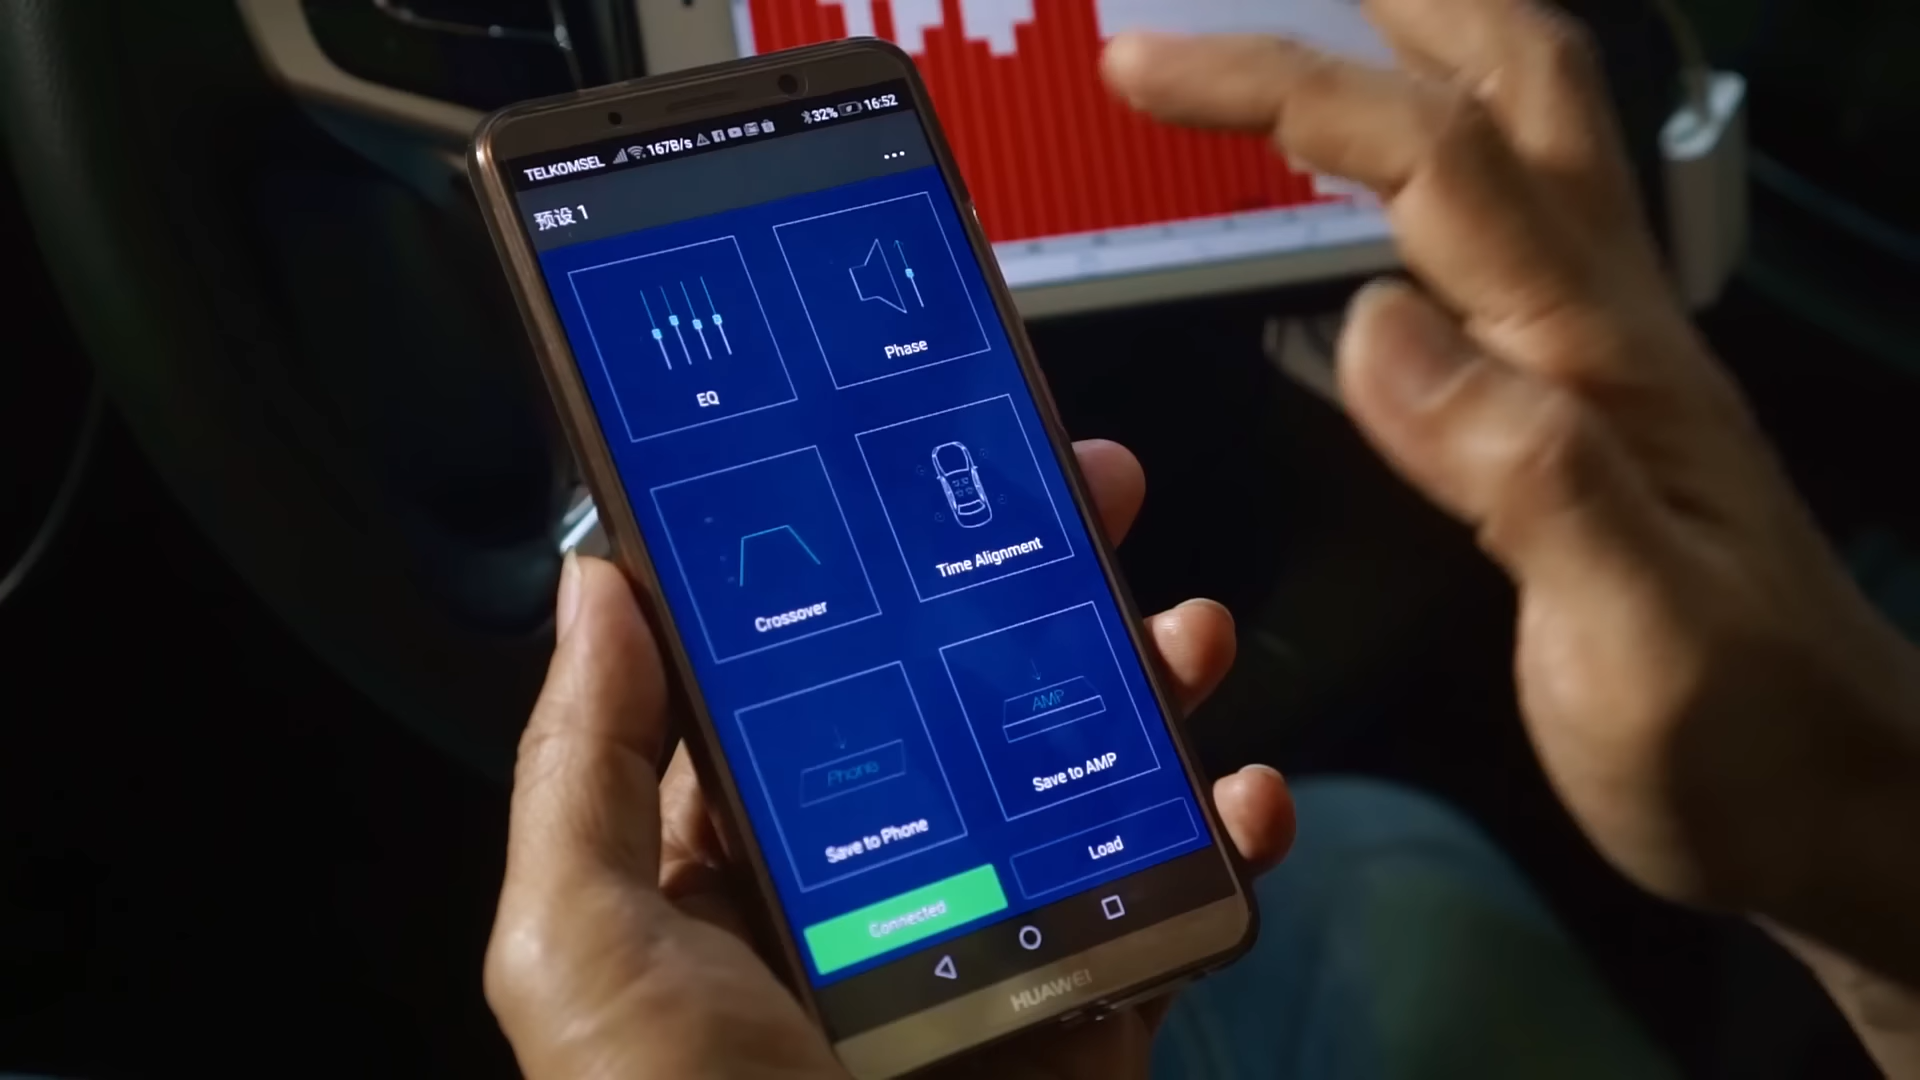 TELKOMSEL 167B/s 32% 16:52
预设 1
EQ
Phase
Crossover
Time Alignment
Phone
Save to Phone
AMP
Save to AMP
Connected
Load
HUAWEI